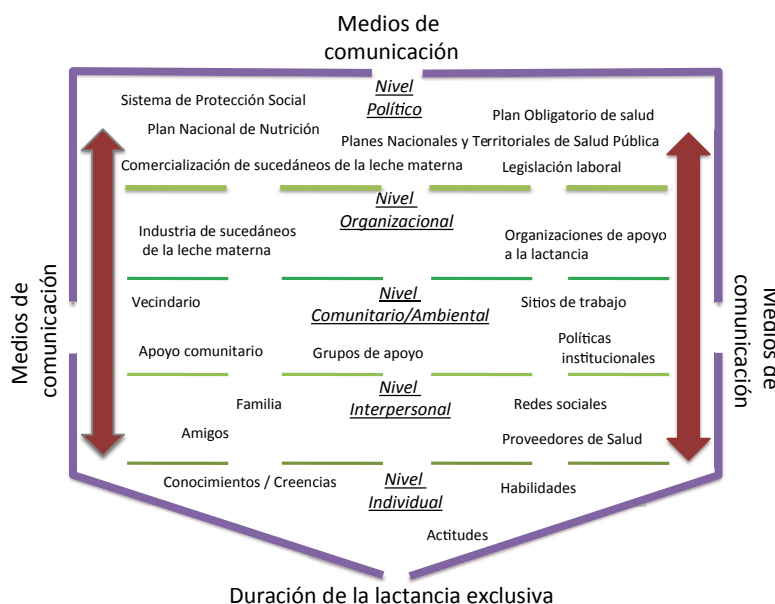 Medios de
comunicación
Nivel
Político
Sistema de Protección Social
Plan Obligatorio de salud
Plan Nacional de Nutrición
Planes Nacionales y Territoriales de Salud Pública
Comercialización de sucedáneos de la leche materna
Legislación laboral
Nivel
Organizacional
Industria de sucedáneos
de la leche materna
Organizaciones de apoyo
a la lactancia
Medios de
comunicación
Medios de
comunicación
Nivel
Comunitario/Ambiental
Vecindario
Sitios de trabajo
Apoyo comunitario
Grupos de apoyo
Políticas
institucionales
Nivel
Interpersonal
Familia
Redes sociales
Amigos
Proveedores de Salud
Nivel
Individual
Conocimientos / Creencias
Habilidades
Actitudes
Duración de la lactancia exclusiva